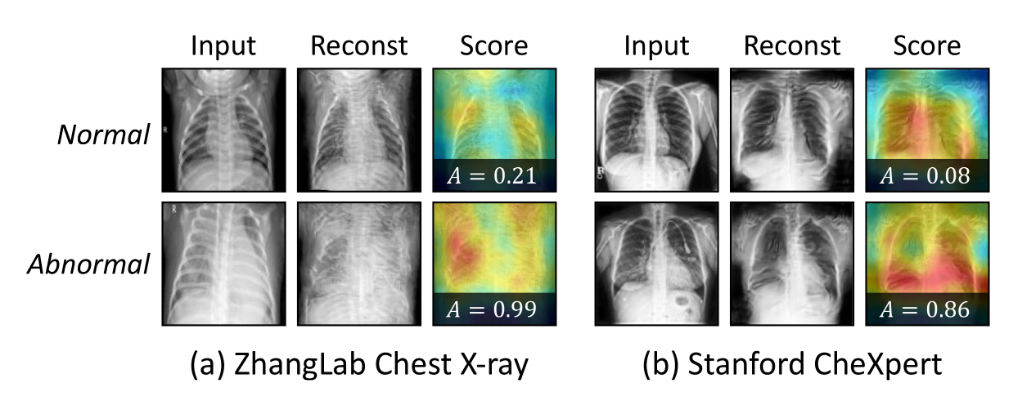 Input Reconst Score Input Reconst Score
Normal
A = 0.21 A = 0.08
R
Abnormal
A = 0.99 A = 0.86
(a) ZhangLab Chest X-ray (b) Stanford CheXpert